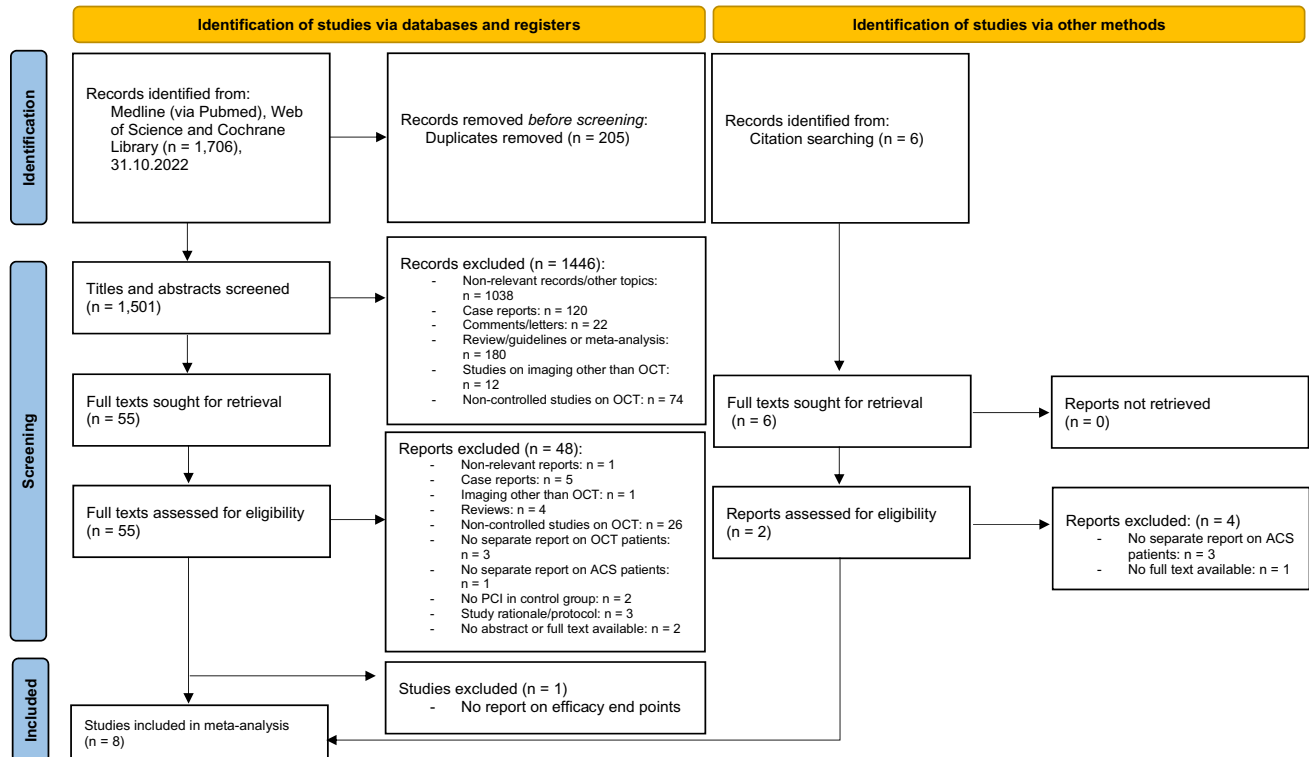 Identification of studies via databases and registers
Identification of studies via other methods
Identification
Records identified from:
Medline (via Pubmed), Web
of Science and Cochrane
Library (n = 1,706),
31.10.2022
Records removed before screening:
Duplicates removed (n = 205)
Records identified from:
Citation searching (n = 6)
Screening
Titles and abstracts screened
(n = 1,501)
Records excluded (n = 1446):
- Non-relevant records/other topics:
n = 1038
- Case reports: n = 120
- Comments/letters: n = 22
- Review/guidelines or meta-analysis:
n = 180
- Studies on imaging other than OCT:
n = 12
- Non-controlled studies on OCT: n = 74
Full texts sought for retrieval
(n = 55)
Full texts sought for retrieval
(n = 6)
Reports not retrieved
(n = 0)
Full texts assessed for eligibility
(n = 55)
Reports excluded (n = 48):
- Non-relevant reports: n = 1
- Case reports: n = 5
- Imaging other than OCT: n = 1
- Reviews: n = 4
- Non-controlled studies on OCT: n = 26
- No separate report on OCT patients:
n = 3
- No separate report on ACS patients:
n = 1
- No PCI in control group: n = 2
- Study rationale/protocol: n = 3
- No abstract or full text available: n = 2
Reports assessed for eligibility
(n = 2)
Reports excluded: (n = 4)
- No separate report on ACS
patients: n = 3
- No full text available: n = 1
Included
Studies excluded (n = 1)
- No report on efficacy end points
Studies included in meta-analysis
(n = 8)